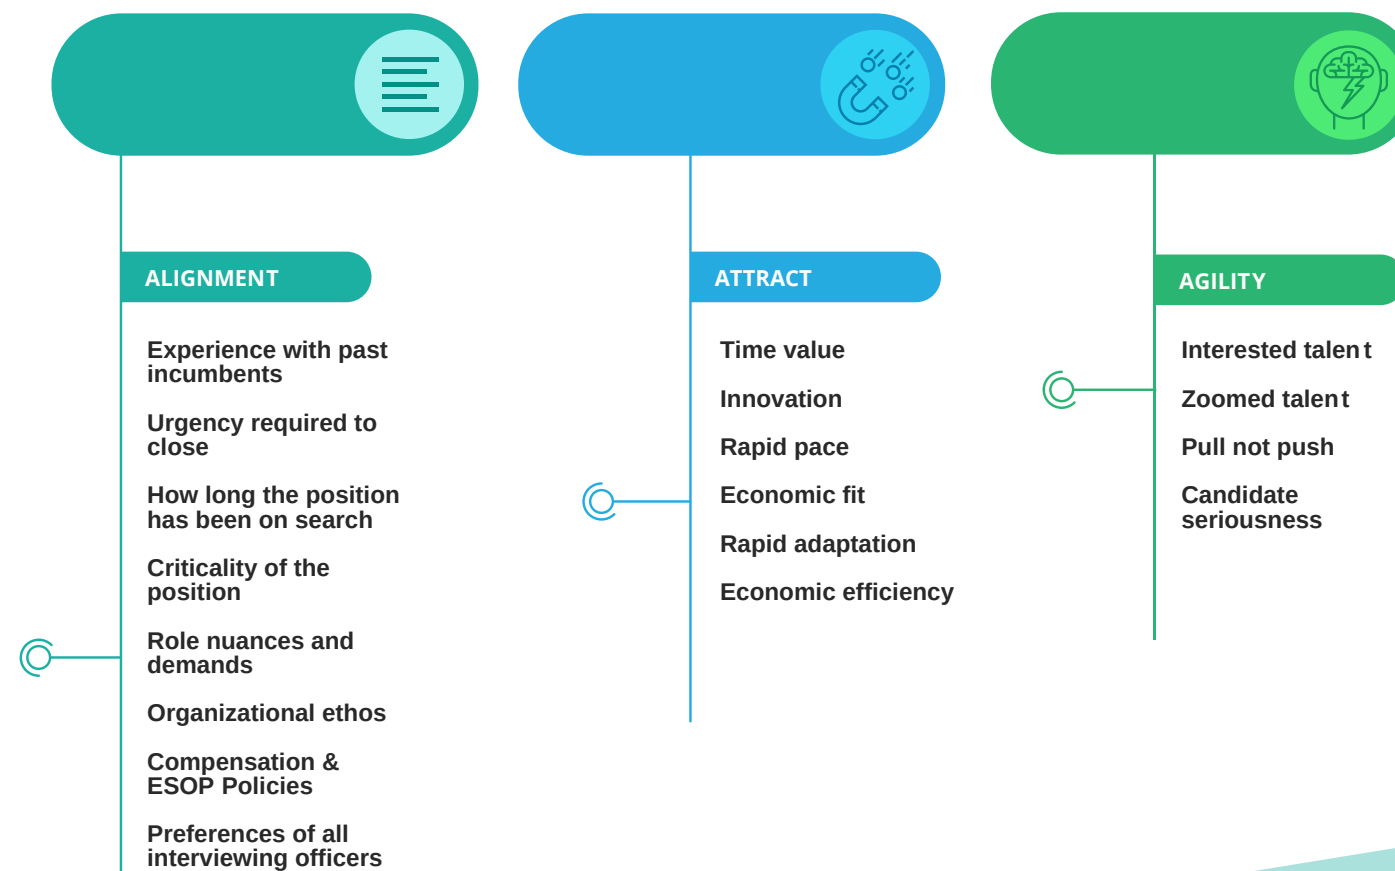 ALIGNMENT
Experience with past
incumbents
Urgency required to
close
How long the position
has been on search
Criticality of the
position
Role nuances and
demands
Organizational ethos
Compensation &
ESOP Policies
Preferences of all
interviewing officers
ATTRACT
Time value
Innovation
Rapid pace
Economic fit
Rapid adaptation
Economic efficiency
AGILITY
Interested talent
Zoomed talent
Pull not push
Candidate
seriousness